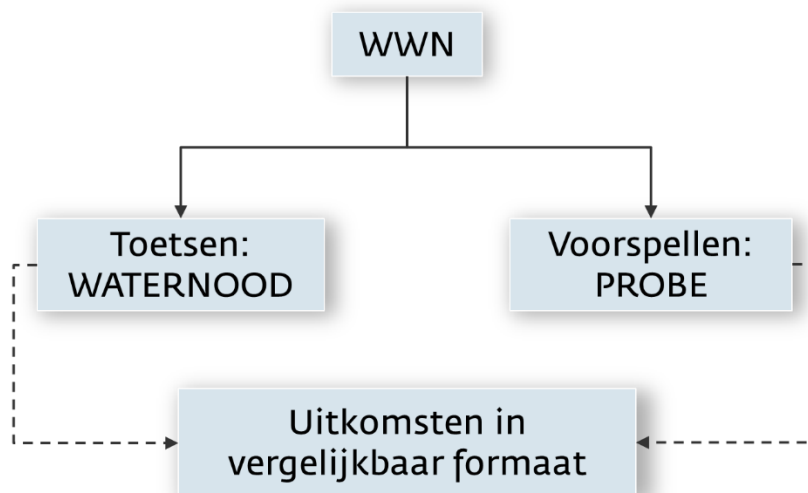 WWN
Toetsen:
WATERNOOD
Voorspellen:
PROBE
Uitkomsten in
vergelijkbaar formaat